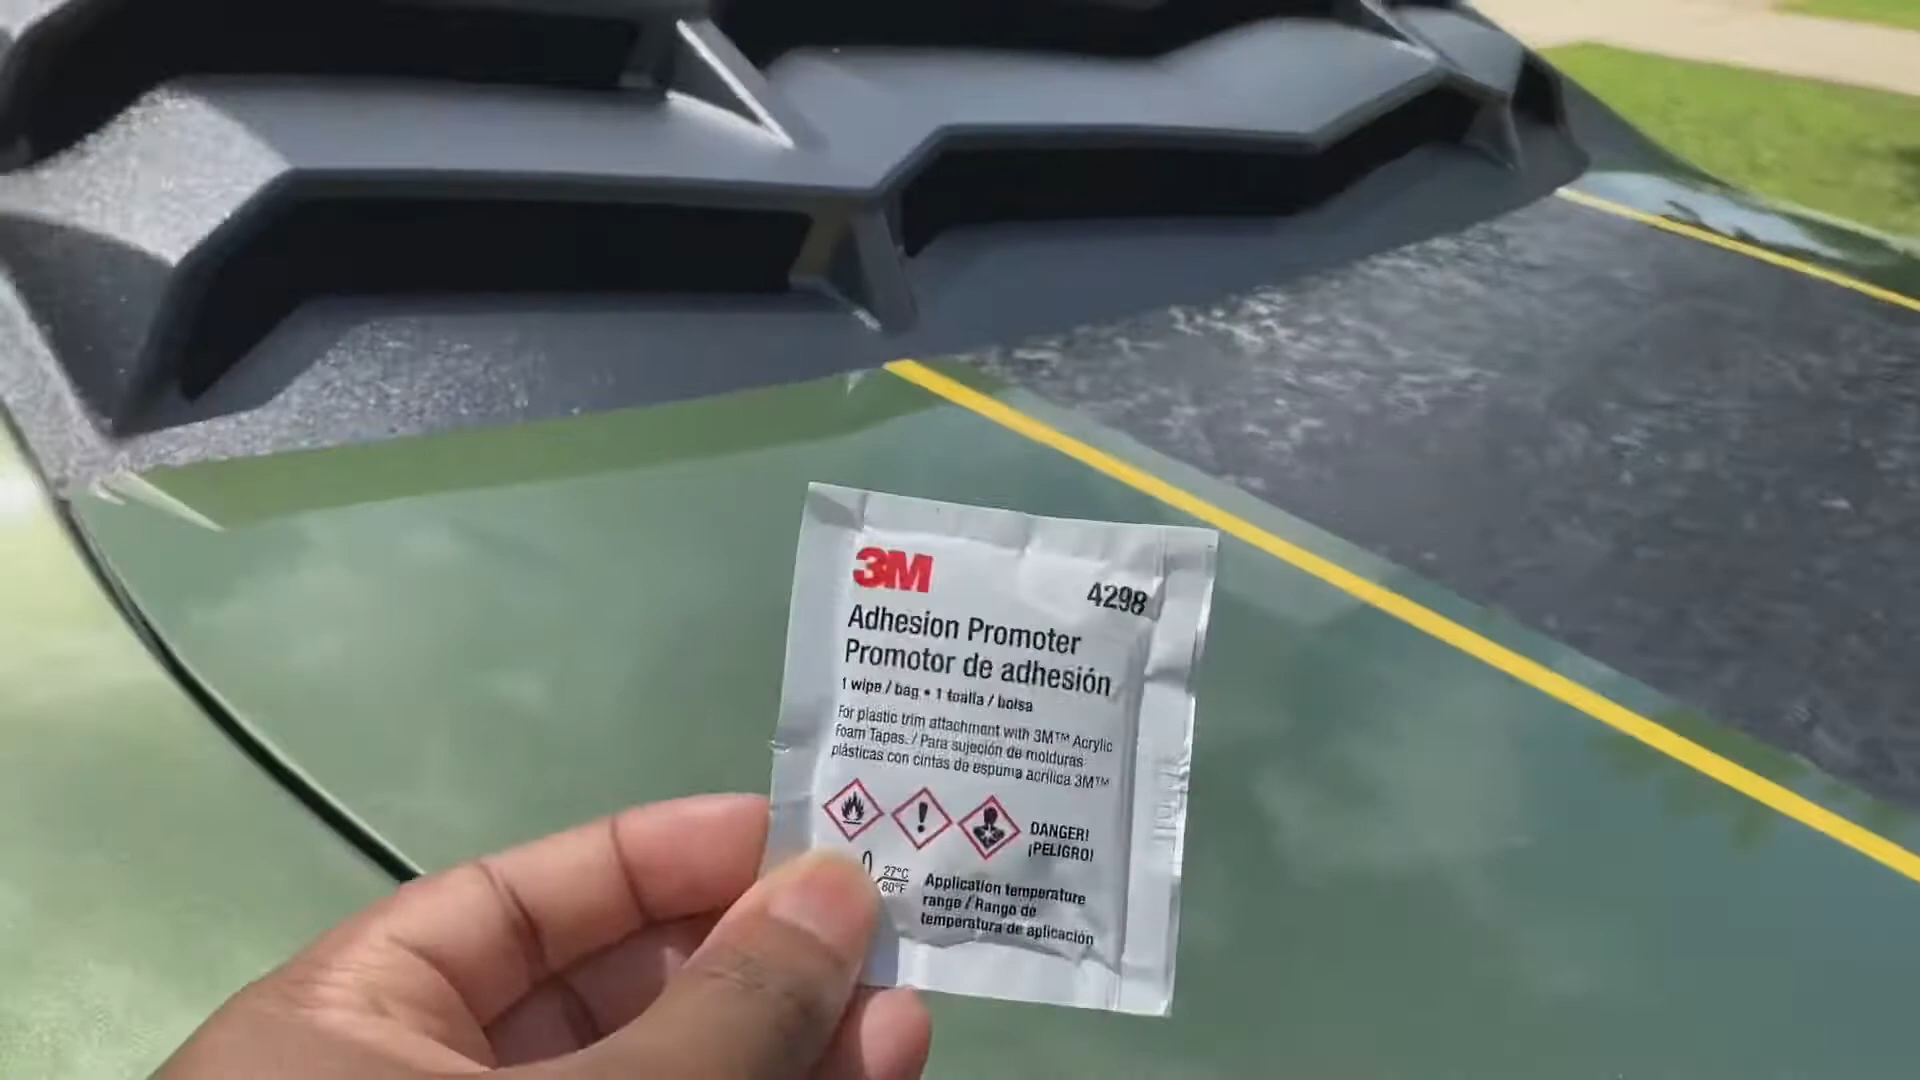 3M
4298
Adhesion Promoter
Promotor de adhesión
1 wipe / bag • 1 toalla / bolsa
For plastic trim attachment with 3M™ Acrylic
Foam Tapes. / Para sujeción de molduras
plásticas con cintas de espuma acrílica 3M™
DANGER!
¡PELIGRO!
27°C
80°F
Application temperature
range / Rango de
temperatura de aplicación